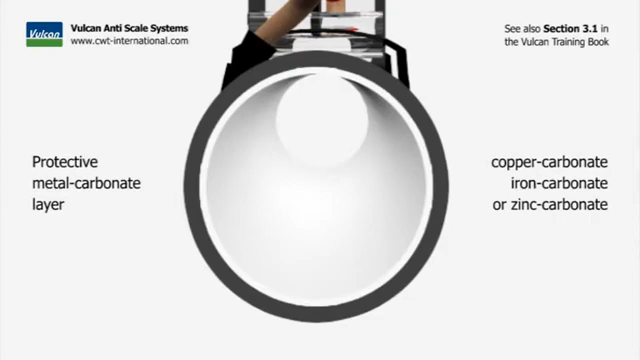 Vulcan
Vulcan Anti Scale Systems
www.cwt-international.com
See also Section 3.1 in
the Vulcan Training Book
Protective
metal-carbonate
layer
copper-carbonate
iron-carbonate
or zinc-carbonate